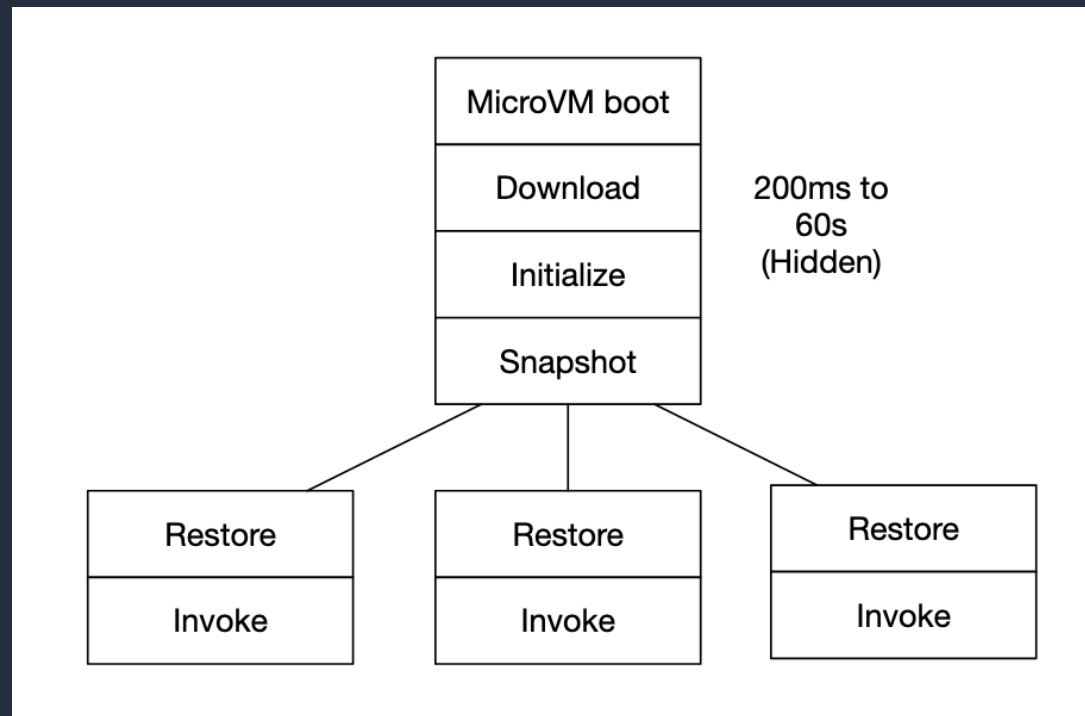 MicroVM boot
Download
200ms to
60s
(Hidden)
Initialize
Snapshot
Restore
Invoke
Restore
Invoke
Restore
Invoke